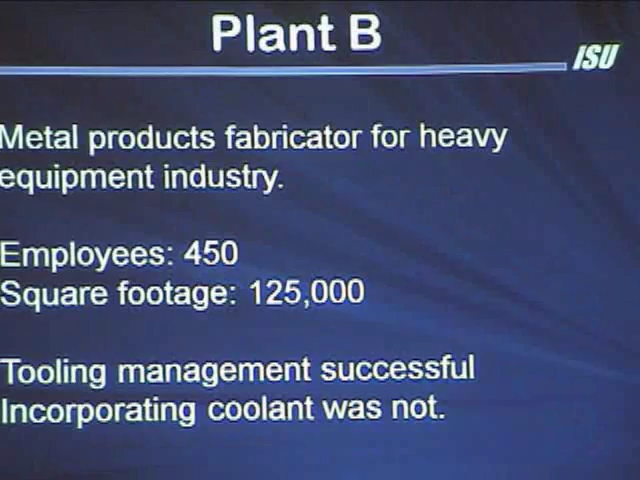 Plant B
ISU
Metal products fabricator for heavy
equipment industry.
Employees: 450
Square footage: 125,000
Tooling management successful
Incorporating coolant was not.